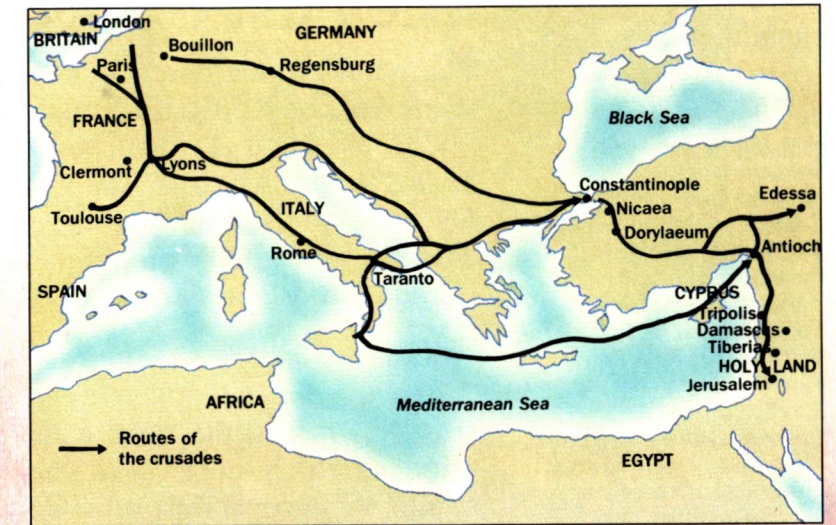 London
BRITAIN
GERMANY
Bouillon
Paris
Regensburg
FRANCE
Black Sea
Clermont
Lyons
Constantinople
Edessa
Toulouse
ITALY
Nicaea
Dorylaeum
Rome
Antioch
Taranto
SPAIN
CYPRUS
Tripolis
Damascus
Tiberias
HOLY LAND
Jerusalem
AFRICA
Mediterranean Sea
Routes of
the crusades
EGYPT